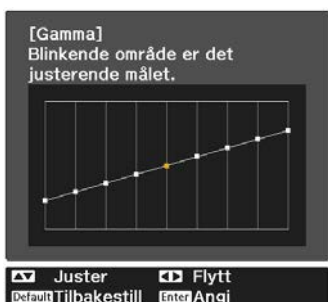 [Gamma]
Blinkende område er det
justerende målet.
Juster Flytt
Default Tilbakestill Enter Angi